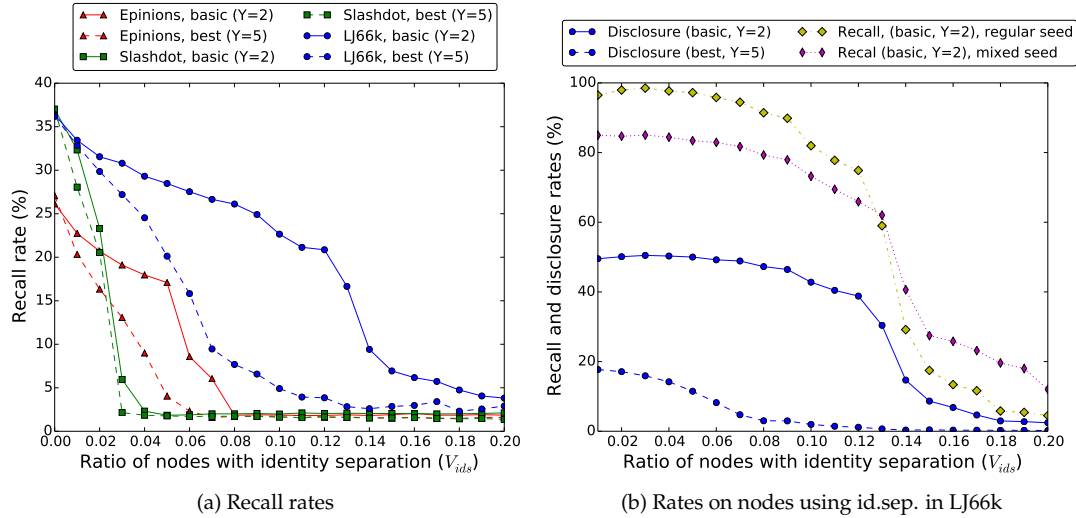 Epinions, basic (Y=2)
Epinions, best (Y=5)
Slashdot, basic (Y=2)
Slashdot, best (Y=5)
LJ66k, basic (Y=2)
LJ66k, best (Y=5)
40
35
30
25
20
15
10
5
0
Recall rate (%)
0.00 0.02 0.04 0.06 0.08 0.10 0.12 0.14 0.16 0.18 0.20
Ratio of nodes with identity separation (V_ids)
(a) Recall rates
Disclosure (basic, Y=2)
Disclosure (best, Y=5)
Recall, (basic, Y=2), regular seed
Recal (basic, Y=2), mixed seed
100
80
60
40
20
0
Recall and disclosure rates (%)
0.02 0.04 0.06 0.08 0.10 0.12 0.14 0.16 0.18 0.20
Ratio of nodes with identity separation (V_ids)
(b) Rates on nodes using id.sep. in LJ66k